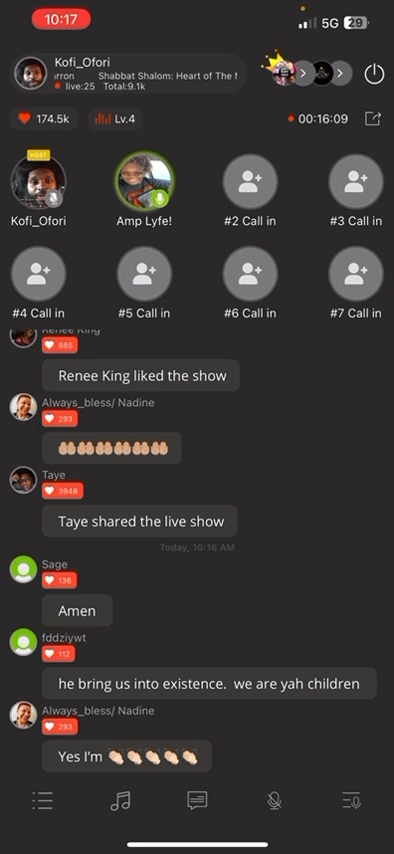 10:17
5G 29
Kofi_Ofori
Shabbat Shalom: Heart of The
live:25 Total:9.1k
174.5k
Lv.4
00:16:09
HOST
Kofi_Ofori
Amp Lyfe!
#2 Call in
#3 Call in
#4 Call in
#5 Call in
#6 Call in
#7 Call in
Renee King
885
Renee King liked the show
Always_bless/ Nadine
293
Taye
3948
Taye shared the live show
Today, 10:16 AM
Sage
136
Amen
fddziywt
112
he bring us into existence. we are yah children
Always_bless/ Nadine
293
Yes I’m 👏🏼👏🏼👏🏼👏🏼👏🏼